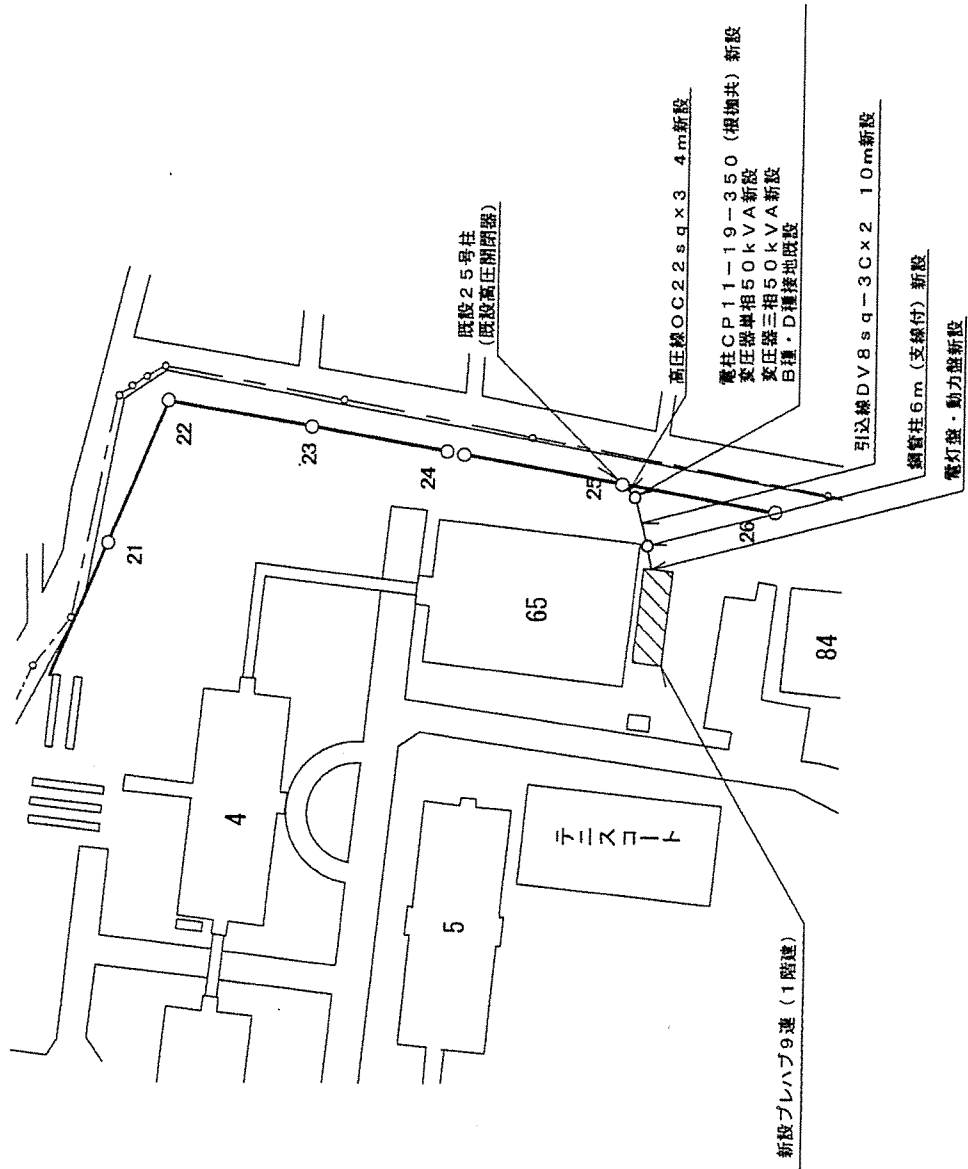 既設25号柱
(既設高圧開閉器)
高圧線OC22sq×3 4m新設
電柱CP11-19-350(根枷共)新設
変圧器単相50kVA新設
変圧器三相50kVA新設
B種・D種接地既設
引込線DV8sq-3C×2 10m新設
鋼管柱6m(支線付)新設
電灯盤・動力盤新設
新設プレハブ9連(1階建)
21
22
23
24
25
26
4
5
65
84
テニスコート